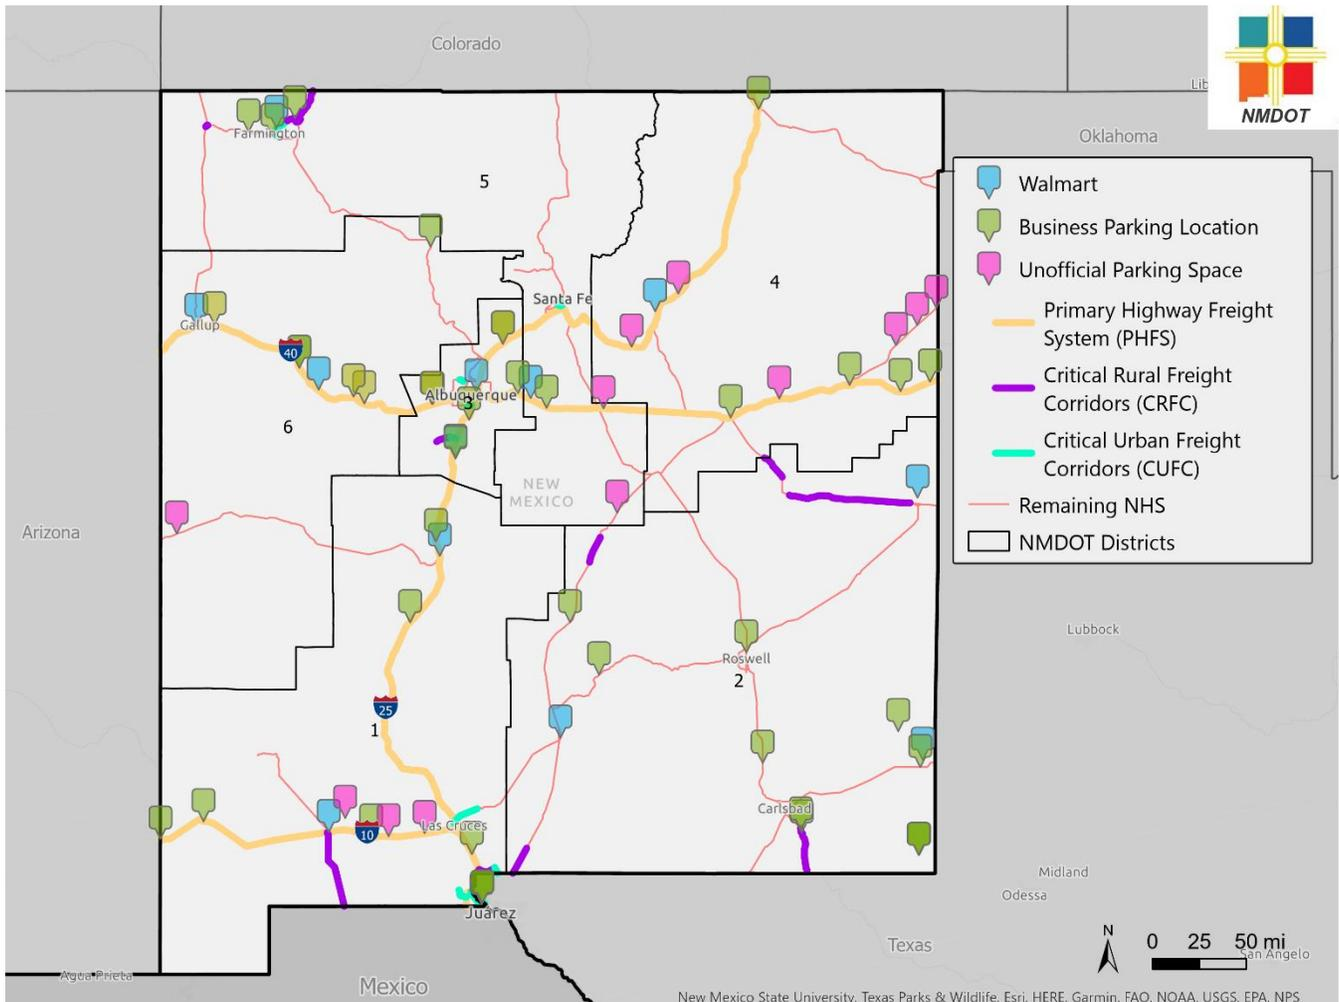 Colorado
Lib
NMDOT
Oklahoma
Farmington
Walmart
5
Business Parking Location
Unofficial Parking Space
4
Santa Fe
Primary Highway Freight
System (PHFS)
Gallup
40
Critical Rural Freight
Corridors (CRFC)
Albuquerque
3
6
Critical Urban Freight
Corridors (CUFC)
NEW
MEXICO
Remaining NHS
Arizona
NMDOT Districts
Lubbock
Roswell
2
25
1
Carlsbad
Las Cruces
10
Midland
Odessa
Juárez
N
Texas
0 25 50 mi
San Angelo
Agua Prieta
Mexico
New Mexico State University, Texas Parks & Wildlife, Esri, HERE, Garmin, FAO, NOAA, USGS, EPA, NPS